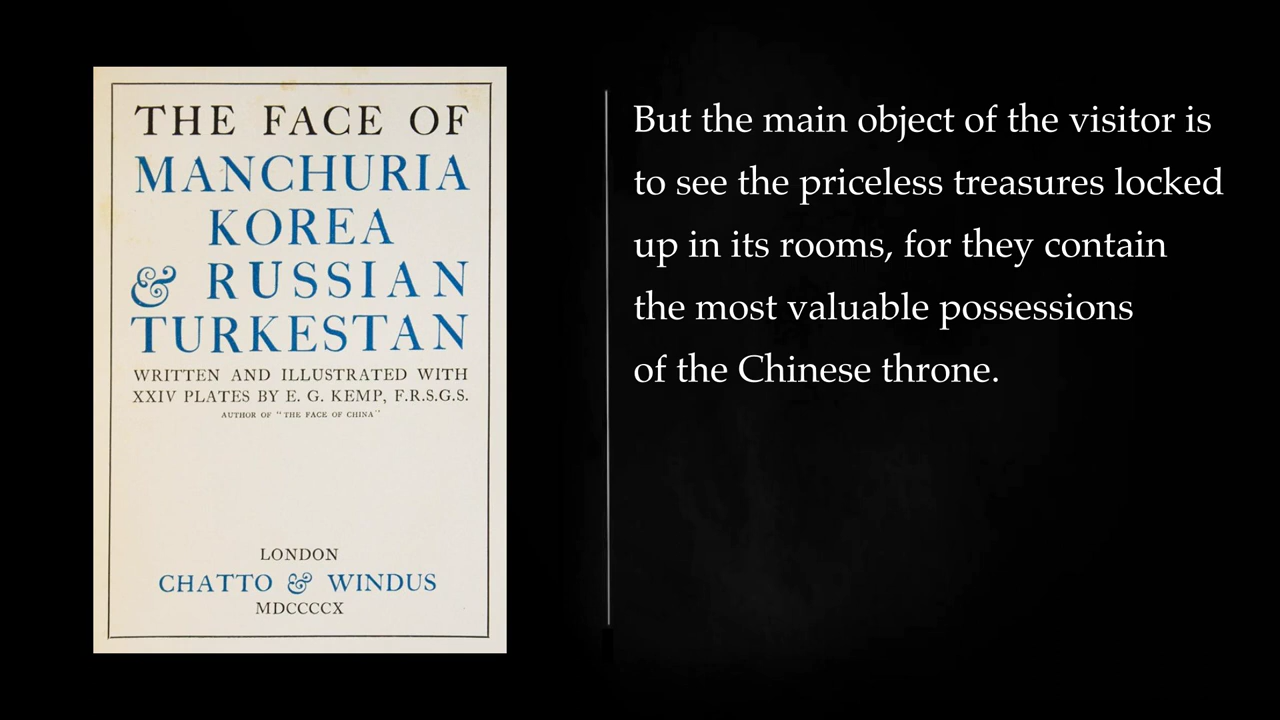 THE FACE OF
MANCHURIA
KOREA
& RUSSIAN
TURKESTAN
WRITTEN AND ILLUSTRATED WITH
XXIV PLATES BY E. G. KEMP, F.R.S.G.S.
AUTHOR OF "THE FACE OF CHINA"
LONDON
CHATTO & WINDUS
MDCCCCX
But the main object of the visitor is
to see the priceless treasures locked
up in its rooms, for they contain
the most valuable possessions
of the Chinese throne.